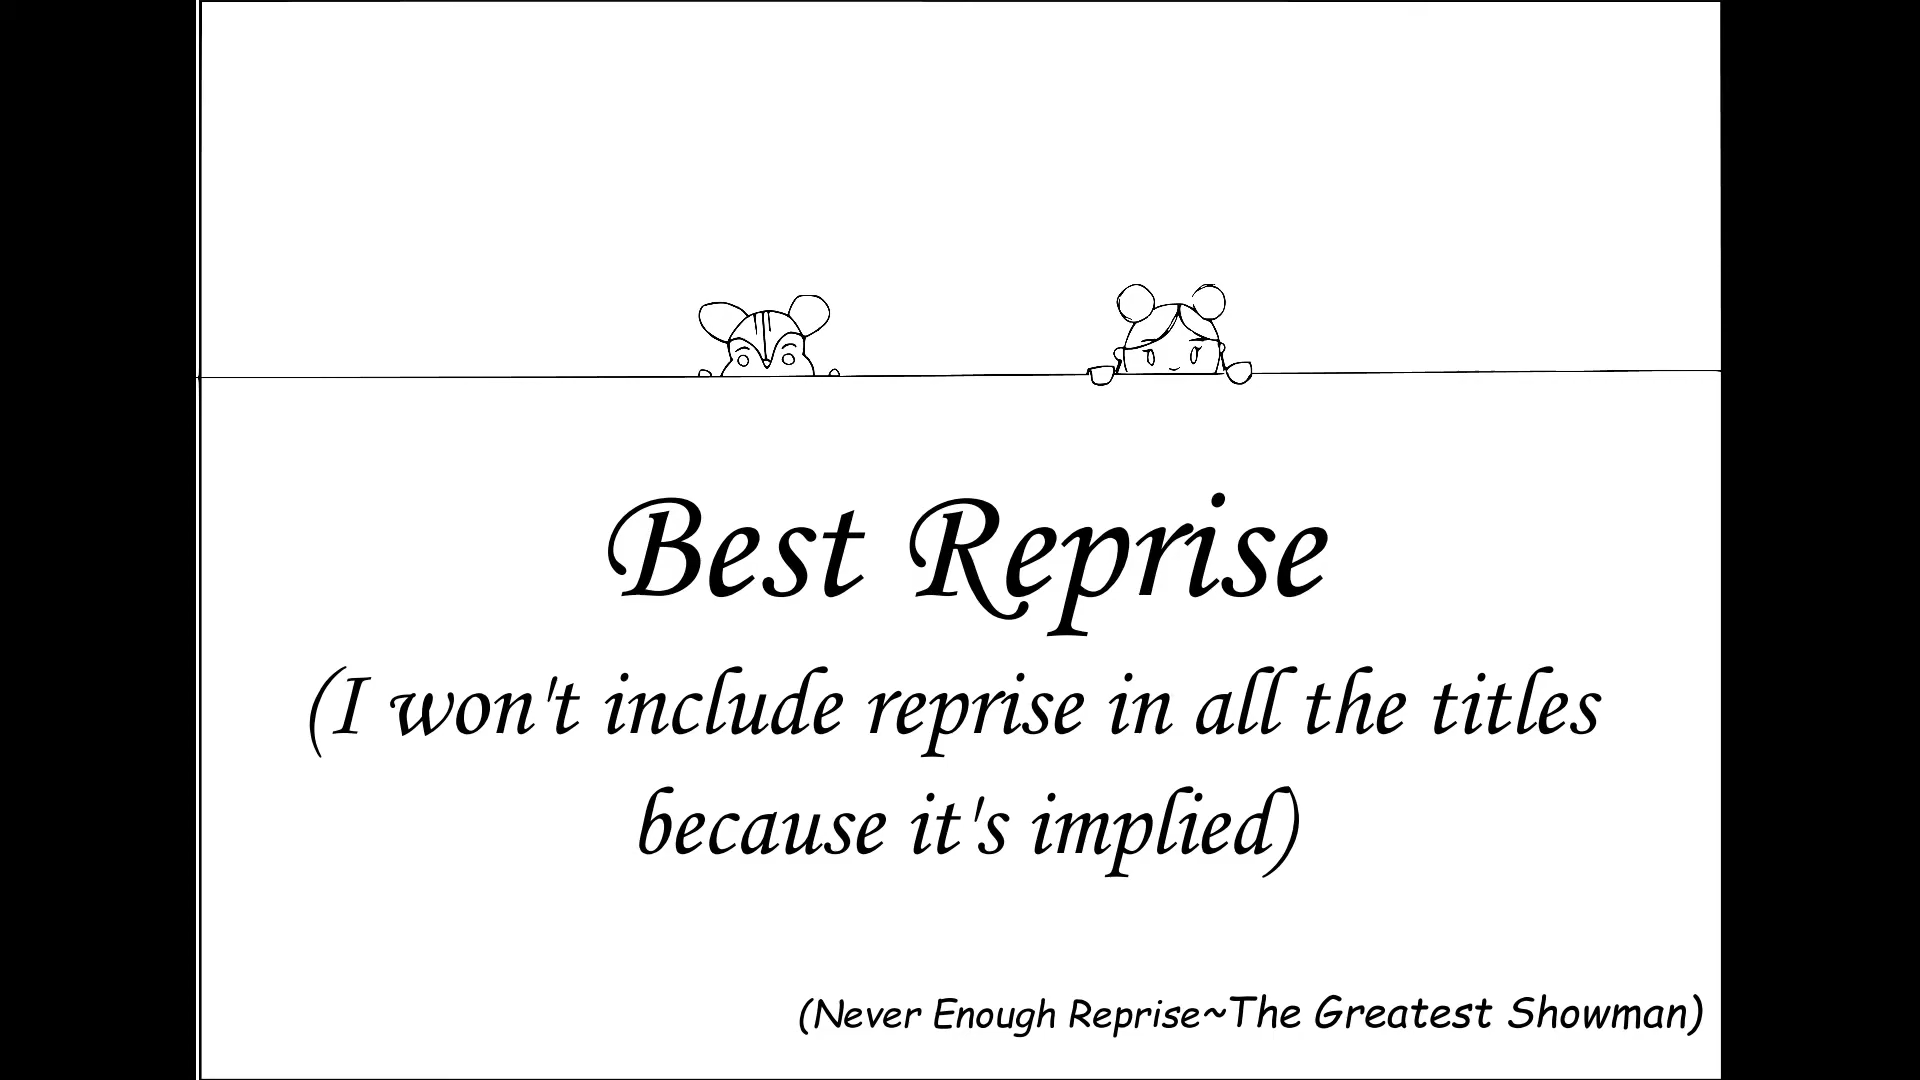 Best Reprise
(I won't include reprise in all the titles
because it's implied)
(Never Enough Reprise~The Greatest Showman)